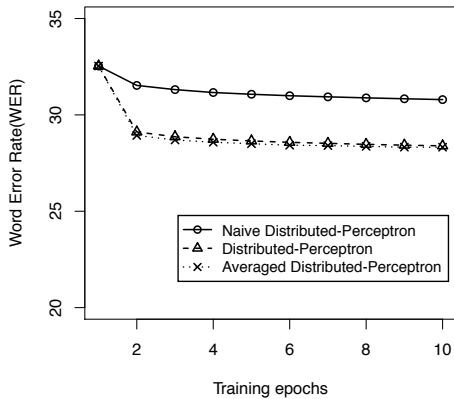 35
30
25
20
Word Error Rate(WER)
Naive Distributed-Perceptron
Distributed-Perceptron
Averaged Distributed-Perceptron
2 4 6 8 10
Training epochs